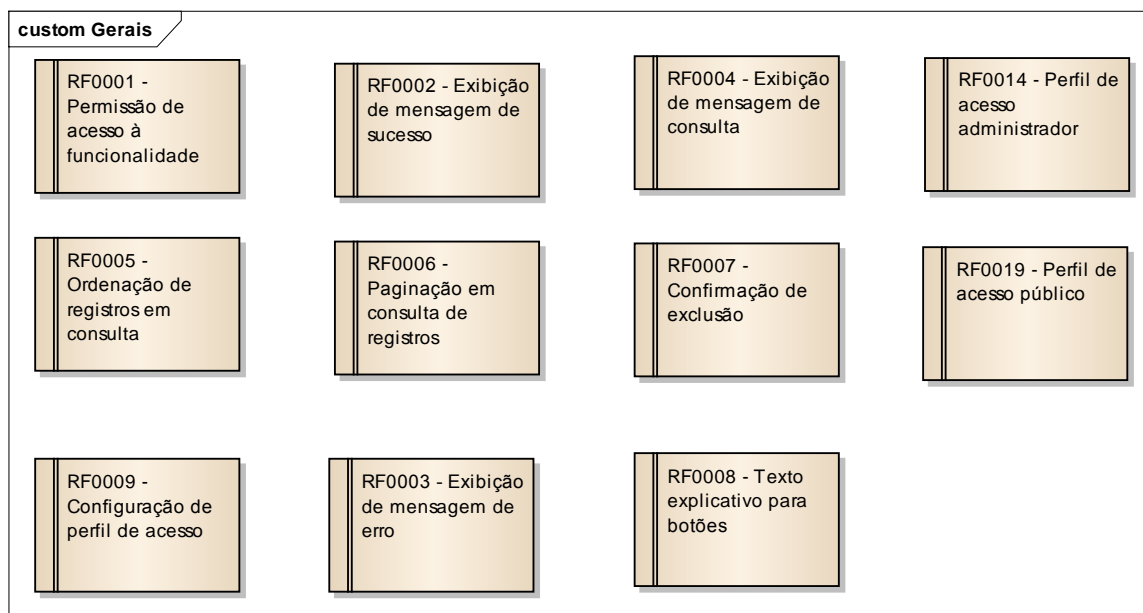 custom Gerais
RF0001 -
Permissão de
acesso à
funcionalidade
RF0002 - Exibição
de mensagem de
sucesso
RF0004 - Exibição
de mensagem de
consulta
RF0014 - Perfil de
acesso
administrador
RF0005 -
Ordenação de
registros em
consulta
RF0006 -
Paginação em
consulta de
registros
RF0007 -
Confirmação de
exclusão
RF0019 - Perfil de
acesso público
RF0009 -
Configuração de
perfil de acesso
RF0003 - Exibição
de mensagem de
erro
RF0008 - Texto
explicativo para
botões